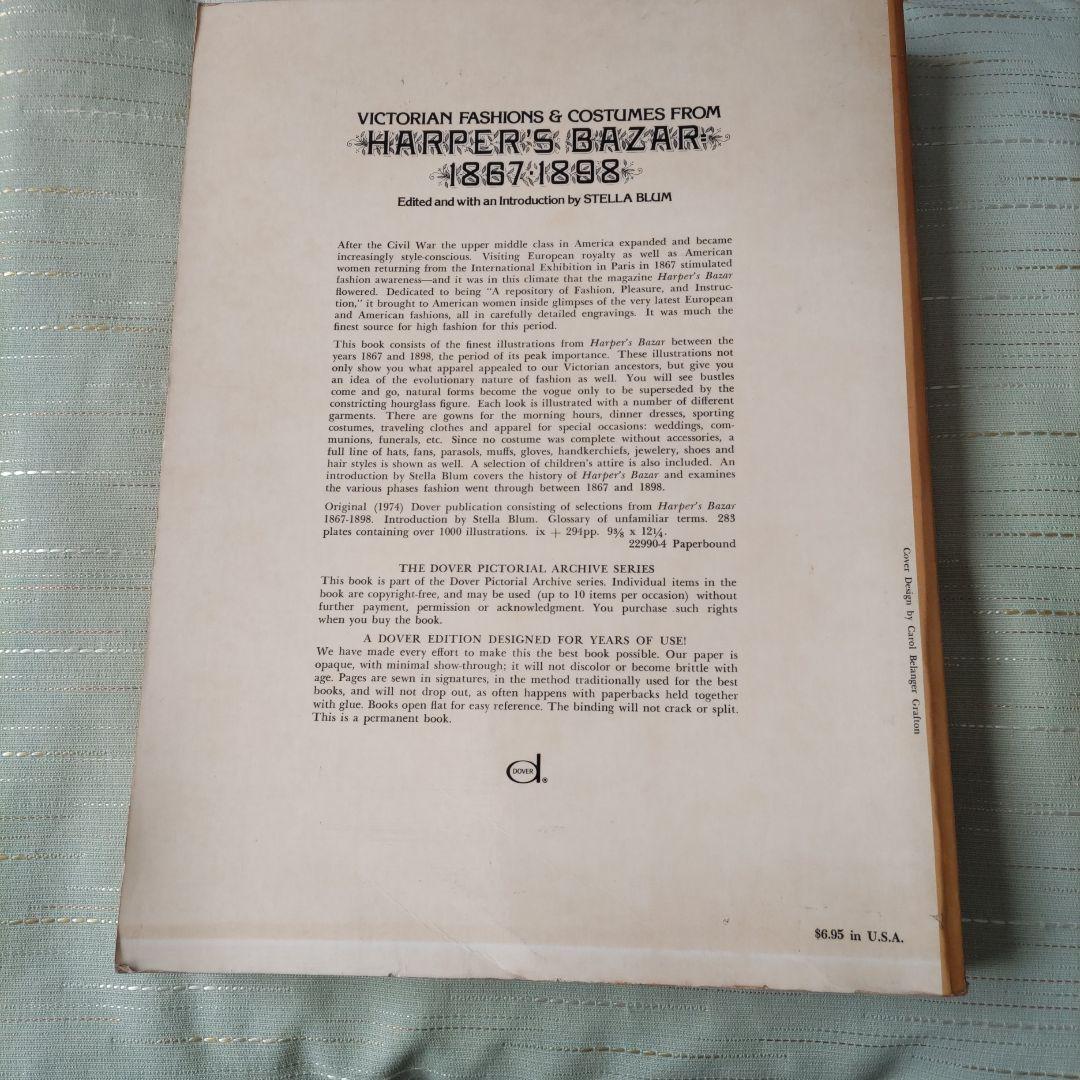 VICTORIAN FASHIONS & COSTUMES FROM
HARPER'S BAZAR:
1867-1898
Edited and with an Introduction by STELLA BLUM
After the Civil War the upper middle class in America expanded and became
increasingly style-conscious. Visiting European royalty as well as American
women returning from the International Exhibition in Paris in 1867 stimulated
fashion awareness—and it was in this climate that the magazine Harper's Bazar
flowered. Dedicated to being "A repository of Fashion, Pleasure, and Instruc-
tion," it brought to American women inside glimpses of the very latest European
and American fashions, all in carefully detailed engravings. It was much the
finest source for high fashion for this period.
This book consists of the finest illustrations from Harper's Bazar between the
years 1867 and 1898, the period of its peak importance. These illustrations not
only show you what apparel appealed to our Victorian ancestors, but give you
an idea of the evolutionary nature of fashion as well. You will see bustles
come and go, natural forms become the vogue only to be superseded by the
constricting hourglass figure. Each look is illustrated with a number of different
garments. There are gowns for the morning hours, dinner dresses, sporting
costumes, traveling clothes and apparel for special occasions: weddings, com-
munions, funerals, etc. Since no costume was complete without accessories, a
full line of hats, fans, parasols, muffs, gloves, handkerchiefs, jewelery, shoes and
hair styles is shown as well. A selection of children's attire is also included. An
introduction by Stella Blum covers the history of Harper's Bazar and examines
the various phases fashion went through between 1867 and 1898.
Original (1974) Dover publication consisting of selections from Harper's Bazar
1867-1898. Introduction by Stella Blum. Glossary of unfamiliar terms. 283
plates containing over 1000 illustrations. ix + 294pp. 9⅜ x 12¼.
22990-4 Paperbound
THE DOVER PICTORIAL ARCHIVE SERIES
This book is part of the Dover Pictorial Archive series. Individual items in the
book are copyright-free, and may be used (up to 10 items per occasion) without
further payment, permission or acknowledgment. You purchase such rights
when you buy the book.
A DOVER EDITION DESIGNED FOR YEARS OF USE!
We have made every effort to make this the best book possible. Our paper is
opaque, with minimal show-through; it will not discolor or become brittle with
age. Pages are sewn in signatures, in the method traditionally used for the best
books, and will not drop out, as often happens with paperbacks held together
with glue. Books open flat for easy reference. The binding will not crack or split.
This is a permanent book.
DOVER ®
Cover Design by Carol Belanger Grafton
$6.95 in U.S.A.